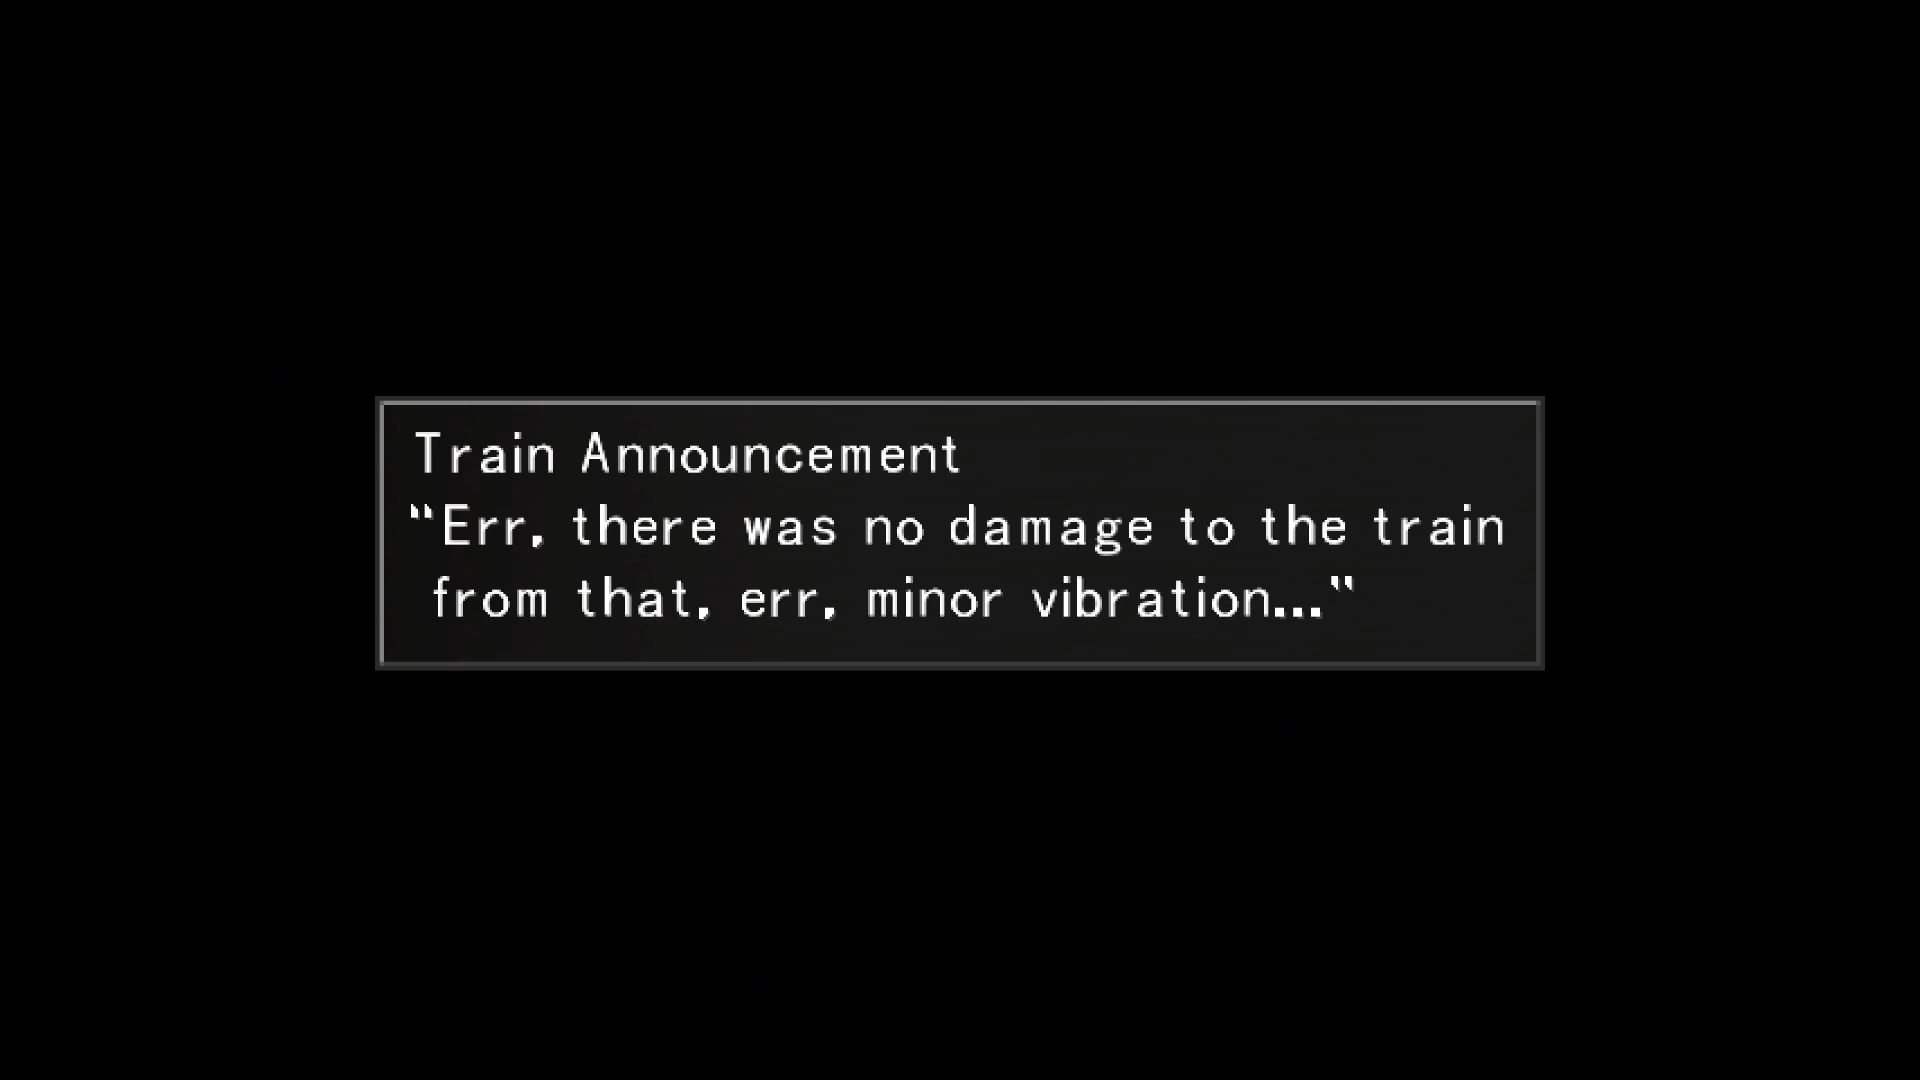 Train Announcement
“Err, there was no damage to the train
from that, err, minor vibration...”